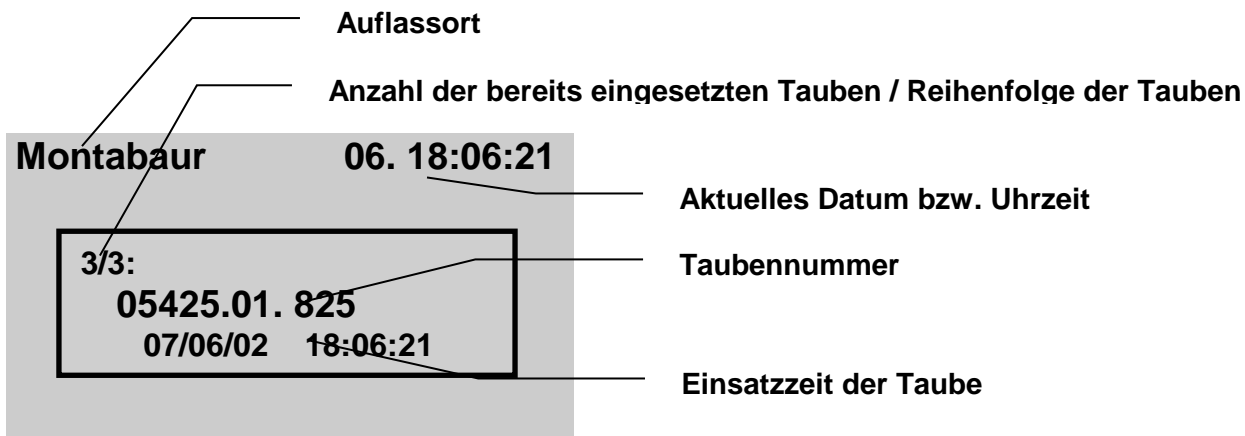 Auflassort
Anzahl der bereits eingesetzten Tauben / Reihenfolge der Tauben
Montabaur 06. 18:06:21
Aktuelles Datum bzw. Uhrzeit
3/3:
Taubennummer
05425.01. 825
07/06/02 18:06:21
Einsatzzeit der Taube